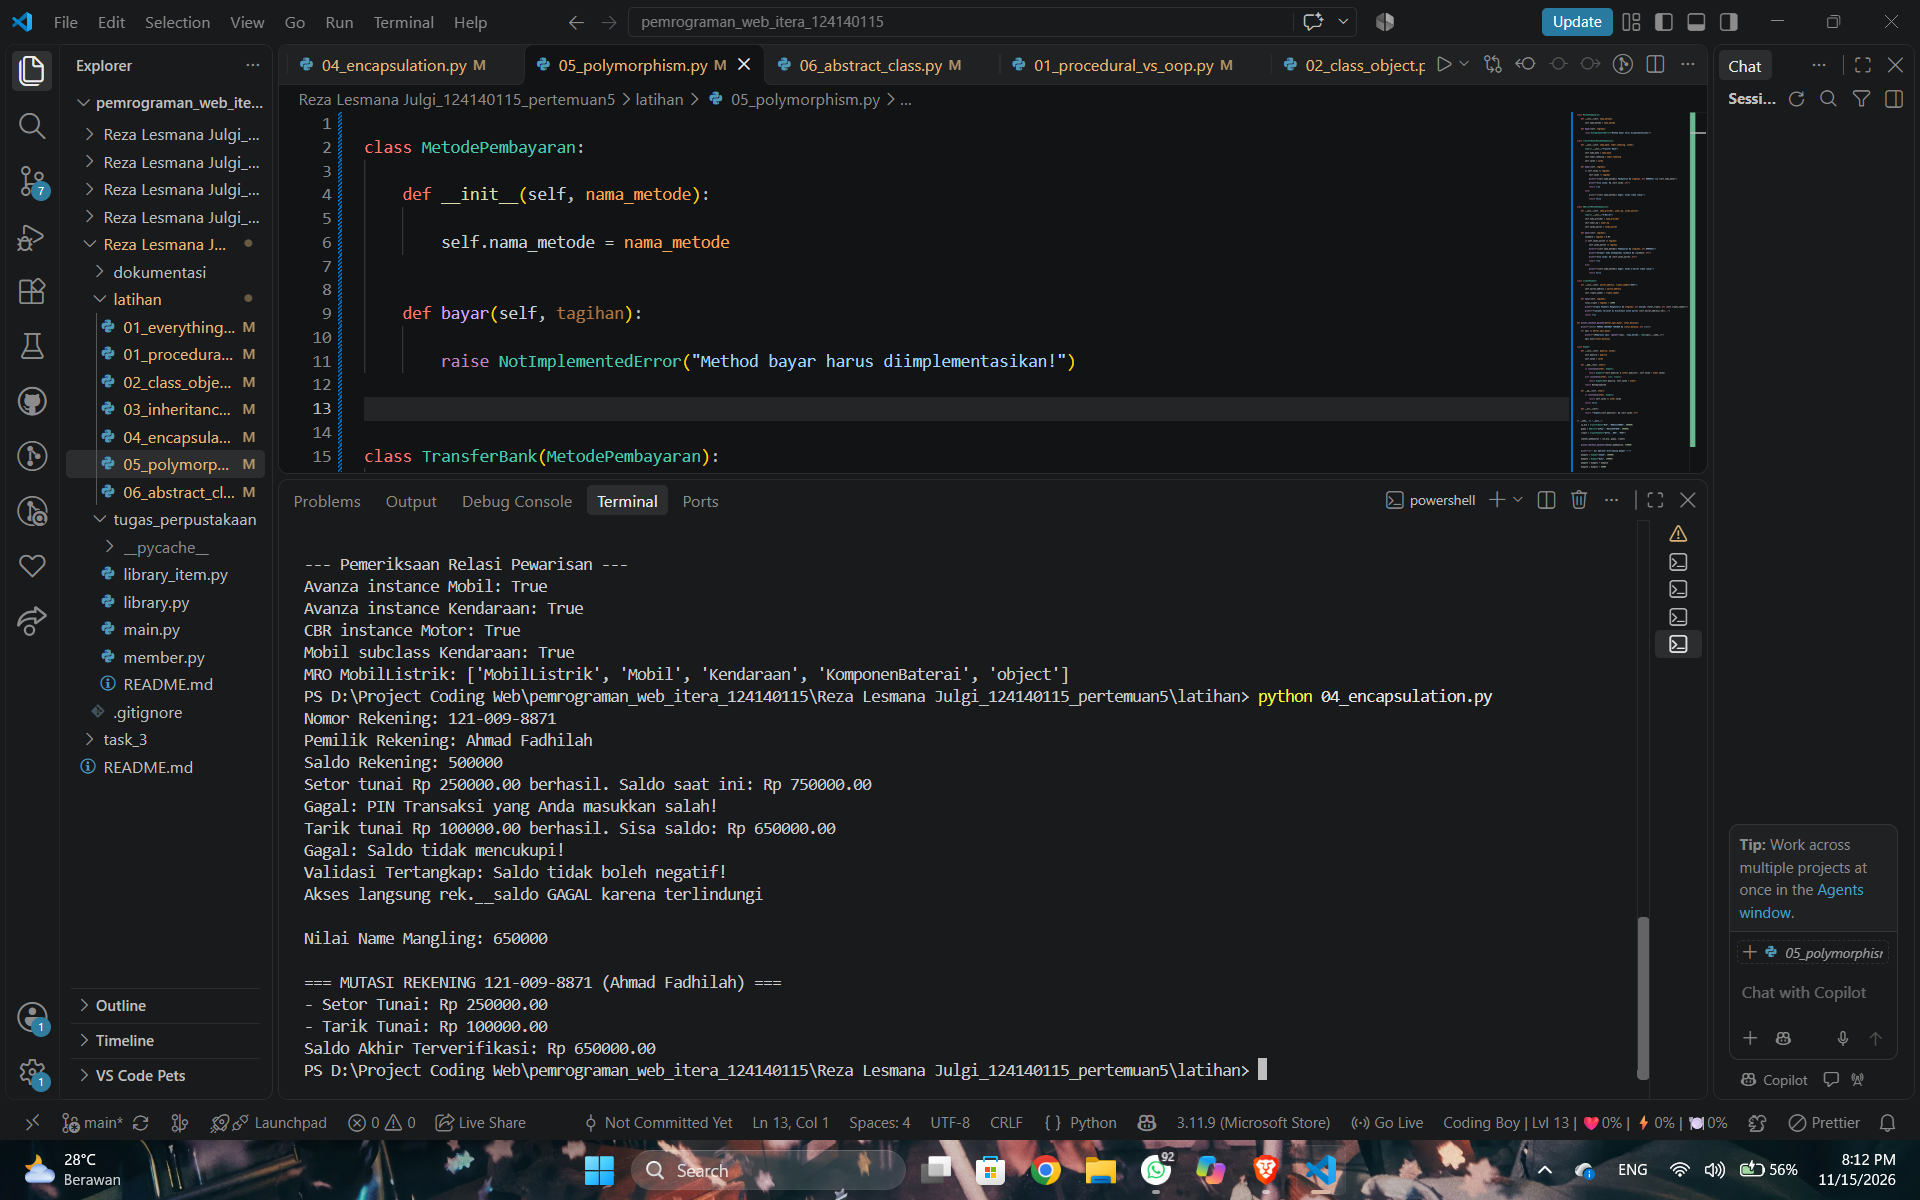 File Edit Selection View Go Run Terminal Help
pemrograman_web_itera_124140115
Update
Explorer
pemrograman_web_ite...
Reza Lesmana Julgi_...
Reza Lesmana Julgi_...
Reza Lesmana Julgi_...
Reza Lesmana Julgi_...
Reza Lesmana J...
dokumentasi
latihan
01_everything... M
01_procedura... M
02_class_obje... M
03_inheritanc... M
04_encapsula... M
05_polymorp... M
06_abstract_cl... M
tugas_perpustakaan
__pycache__
library_item.py
library.py
main.py
member.py
README.md
.gitignore
task_3
README.md
Outline
Timeline
VS Code Pets
7
1
1
04_encapsulation.py M
05_polymorphism.py M
06_abstract_class.py M
01_procedural_vs_oop.py M
02_class_object.p
Reza Lesmana Julgi_124140115_pertemuan5 > latihan > 05_polymorphism.py > ...
1
2 class MetodePembayaran:
3
4 def __init__(self, nama_metode):
5
6 self.nama_metode = nama_metode
7
8
9 def bayar(self, tagihan):
10
11 raise NotImplementedError("Method bayar harus diimplementasikan!")
12
13
14
15 class TransferBank(MetodePembayaran):
Problems Output Debug Console Terminal Ports
powershell
--- Pemeriksaan Relasi Pewarisan ---
Avanza instance Mobil: True
Avanza instance Kendaraan: True
CBR instance Motor: True
Mobil subclass Kendaraan: True
MRO MobilListrik: ['MobilListrik', 'Mobil', 'Kendaraan', 'KomponenBaterai', 'object']
PS D:\Project Coding Web\pemrograman_web_itera_124140115\Reza Lesmana Julgi_124140115_pertemuan5\latihan> python 04_encapsulation.py
Nomor Rekening: 121-009-8871
Pemilik Rekening: Ahmad Fadhilah
Saldo Rekening: 500000
Setor tunai Rp 250000.00 berhasil. Saldo saat ini: Rp 750000.00
Gagal: PIN Transaksi yang Anda masukkan salah!
Tarik tunai Rp 100000.00 berhasil. Sisa saldo: Rp 650000.00
Gagal: Saldo tidak mencukupi!
Validasi Tertangkap: Saldo tidak boleh negatif!
Akses langsung rek.__saldo GAGAL karena terlindungi
Nilai Name Mangling: 650000
=== MUTASI REKENING 121-009-8871 (Ahmad Fadhilah) ===
- Setor Tunai: Rp 250000.00
- Tarik Tunai: Rp 100000.00
Saldo Akhir Terverifikasi: Rp 650000.00
PS D:\Project Coding Web\pemrograman_web_itera_124140115\Reza Lesmana Julgi_124140115_pertemuan5\latihan>
Chat
Sessi...
Tip: Work across
multiple projects at
once in the Agents
window.
05_polymorphisr
Chat with Copilot
Copilot
main* Launchpad 0 0 Live Share Not Committed Yet Ln 13, Col 1 Spaces: 4 UTF-8 CRLF { } Python 3.11.9 (Microsoft Store) Go Live Coding Boy | Lvl 13 | 0% | 0% | 0% Prettier
28°C
Berawan
Search
92
ENG
56%
8:12 PM
11/15/2026